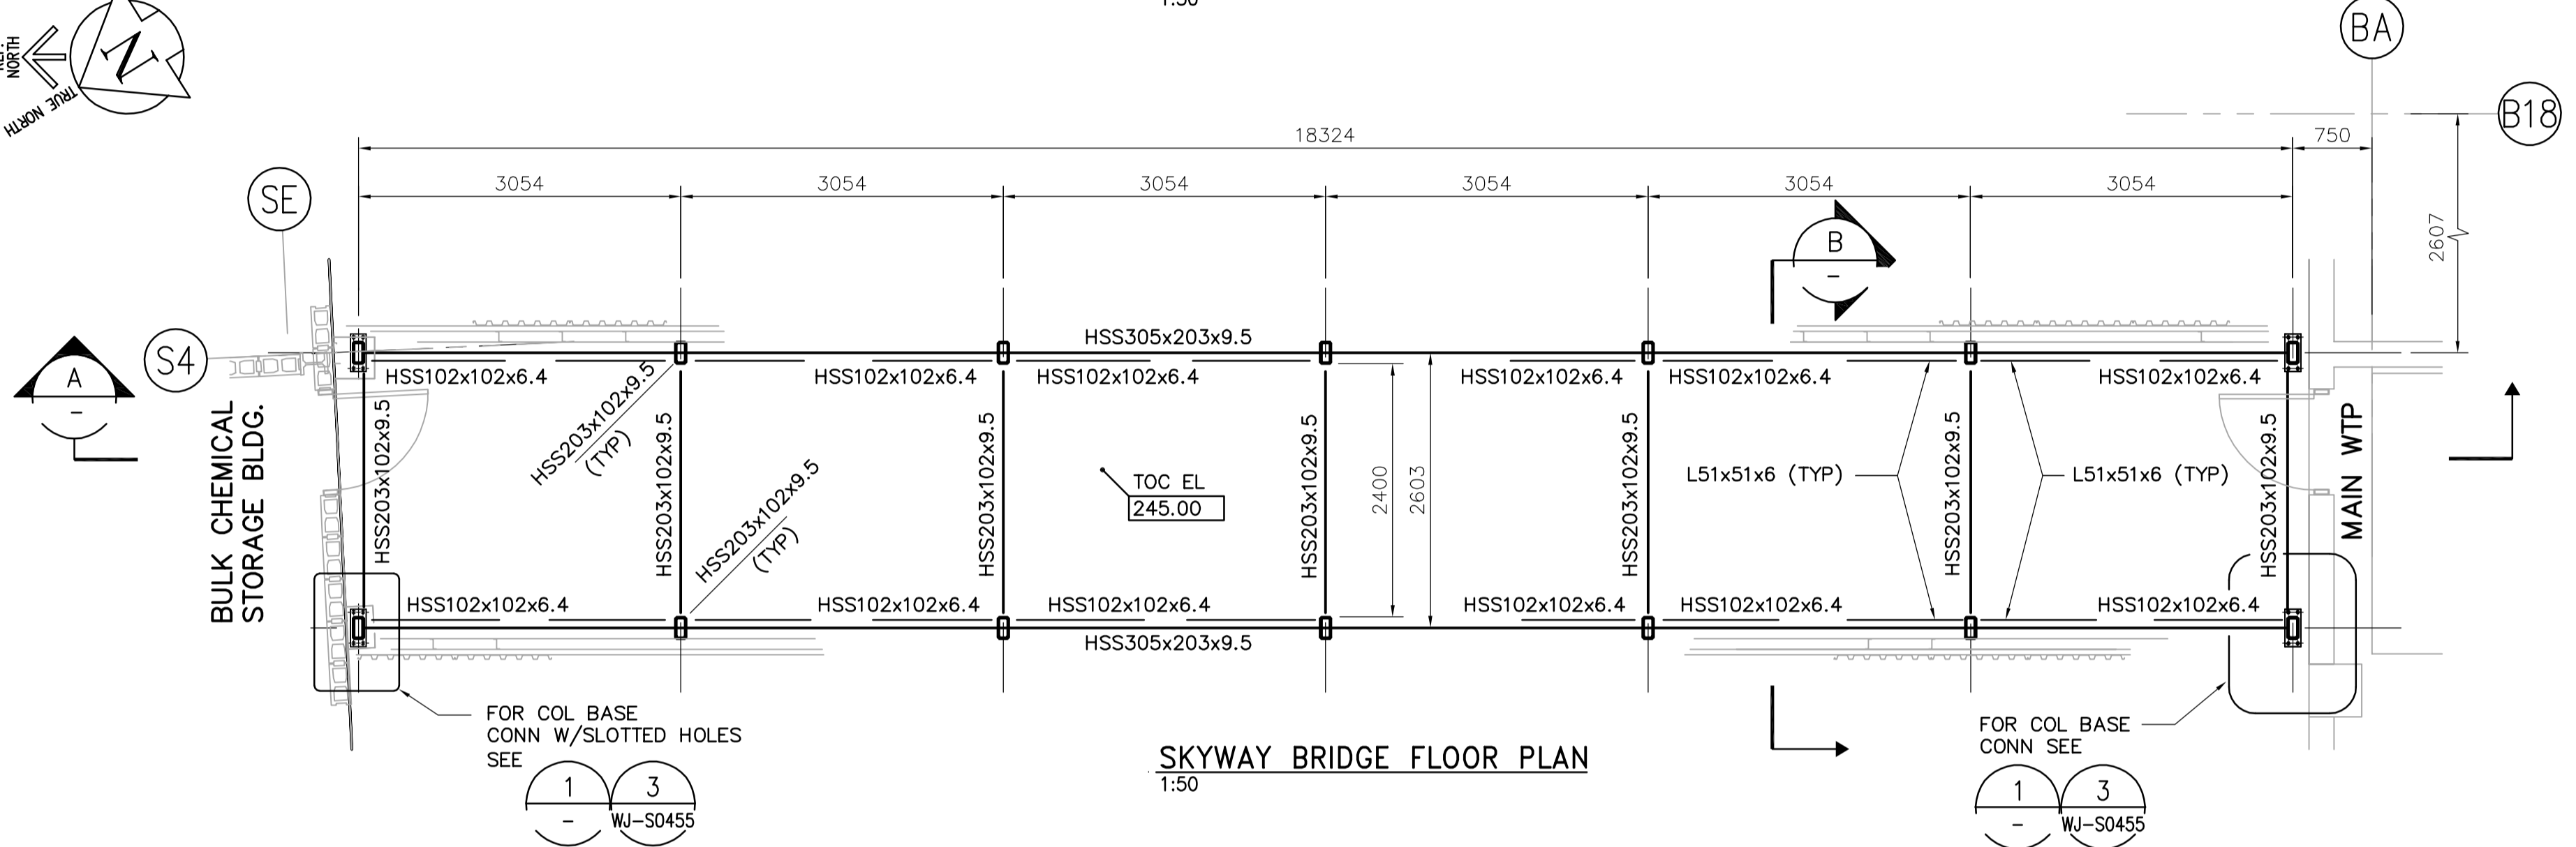 1:50
NORTH
TRUE NORTH
N
BA
B18
18324
750
3054
3054
3054
3054
3054
3054
2607
SE
S4
A
-
B
-
HSS305x203x9.5
HSS102x102x6.4
HSS102x102x6.4
HSS102x102x6.4
HSS102x102x6.4
HSS102x102x6.4
HSS102x102x6.4
BULK CHEMICAL
STORAGE BLDG.
HSS203x102x9.5
HSS203x102x9.5
(TYP)
HSS203x102x9.5
HSS203x102x9.5
(TYP)
HSS203x102x9.5
TOC EL
245.00
HSS203x102x9.5
2400
2603
HSS203x102x9.5
L51x51x6 (TYP)
HSS203x102x9.5
L51x51x6 (TYP)
HSS203x102x9.5
MAIN WTP
HSS102x102x6.4
HSS102x102x6.4
HSS102x102x6.4
HSS102x102x6.4
HSS102x102x6.4
HSS102x102x6.4
HSS305x203x9.5
FOR COL BASE
CONN W/SLOTTED HOLES
SEE
1
-
3
WJ-S0455
SKYWAY BRIDGE FLOOR PLAN
1:50
FOR COL BASE
CONN SEE
1
-
3
WJ-S0455